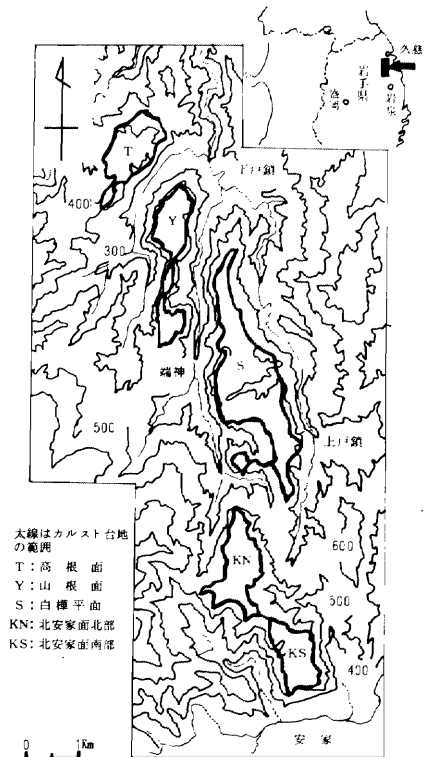 久慈
岩手県
盛岡
岩泉
T
下戸鎖
400
Y
300
端神
S
500
上戸鎖
600
太線はカルスト台地
の範囲
T:高根面
Y:山根面
S:白樺平面
KN:北安家面北部
KS:北安家面南部
KN
500
KS
400
安家
0 1Km